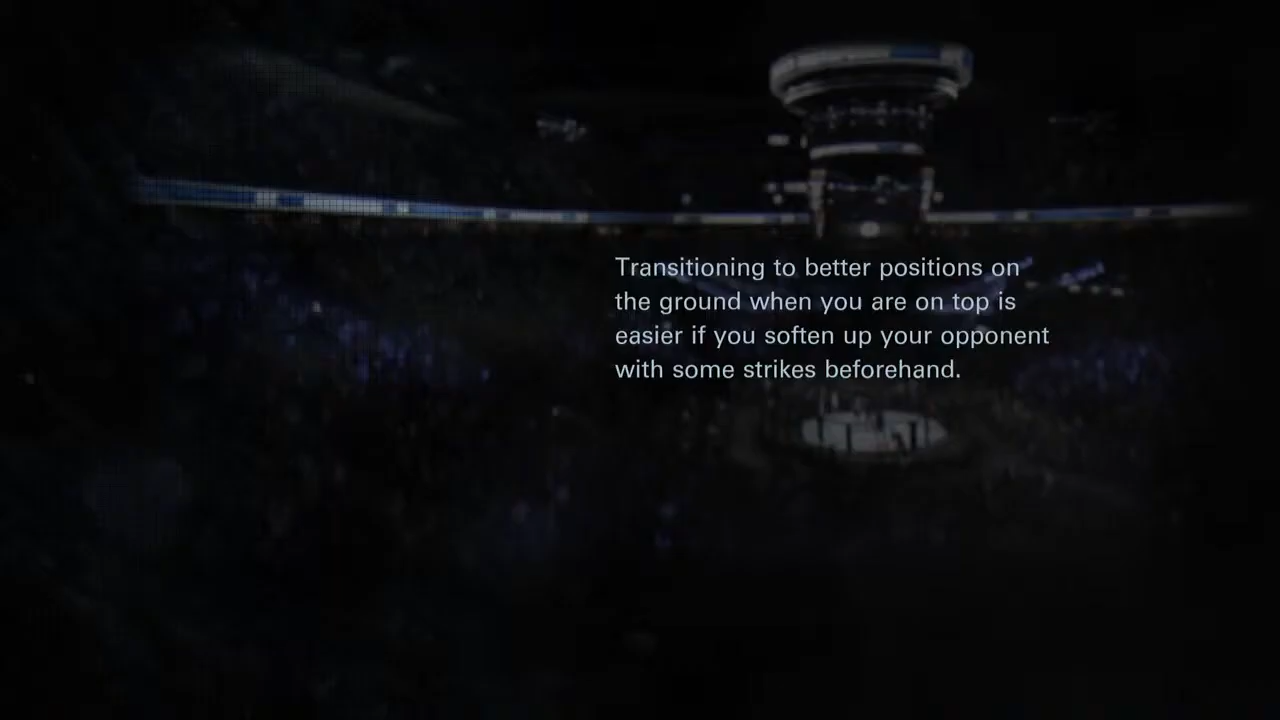 Transitioning to better positions on
the ground when you are on top is
easier if you soften up your opponent
with some strikes beforehand.